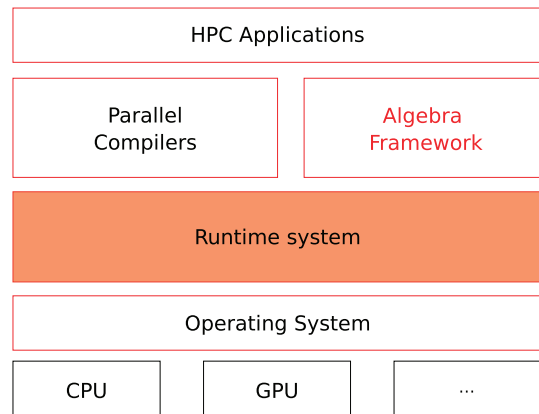 HPC Applications
Parallel
Compilers
Algebra
Framework
Runtime system
Operating System
CPU
GPU
...